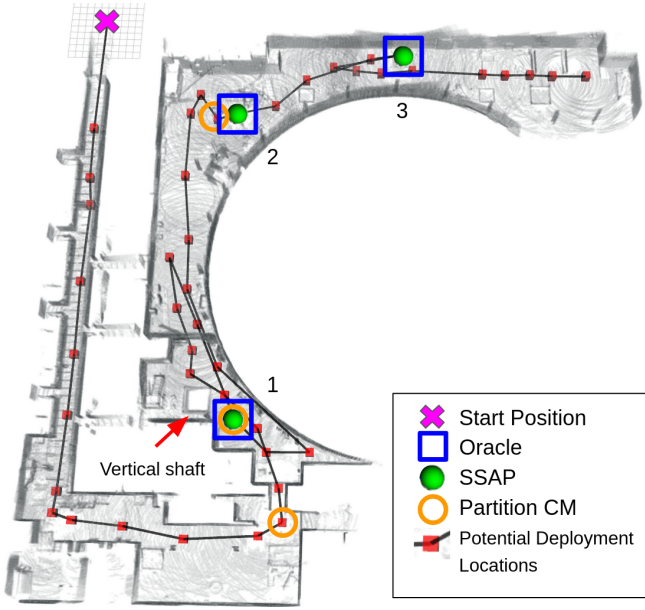 3
2
1
Vertical shaft
Start Position
Oracle
SSAP
Partition CM
Potential Deployment
Locations